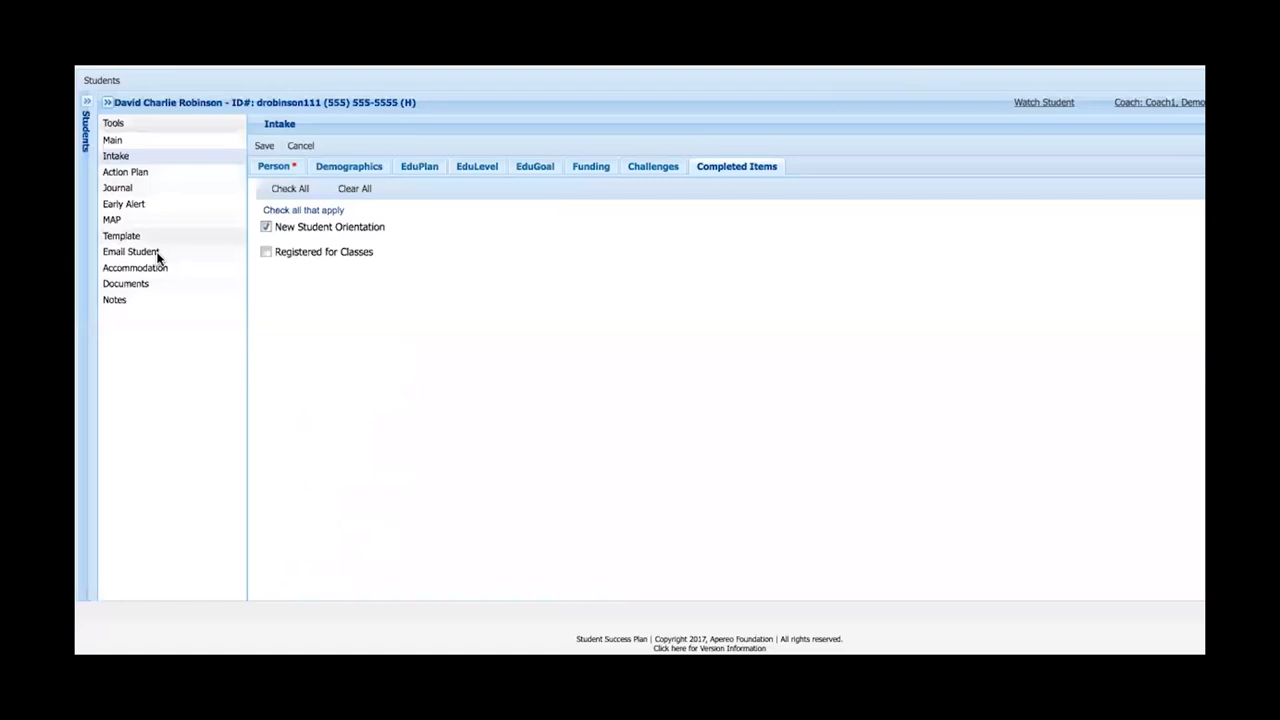 Students
David Charlie Robinson - ID#: drobinson111 (555) 555-5555 (H)
Watch Student
Coach: Coach1, Demo
Students
Tools
Main
Intake
Action Plan
Journal
Early Alert
MAP
Template
Email Student
Accommodation
Documents
Notes
Intake
Save Cancel
Person * Demographics EduPlan EduLevel EduGoal Funding Challenges Completed Items
Check All Clear All
Check all that apply
New Student Orientation
Registered for Classes
Student Success Plan | Copyright 2017, Apereo Foundation | All rights reserved.
Click here for Version Information